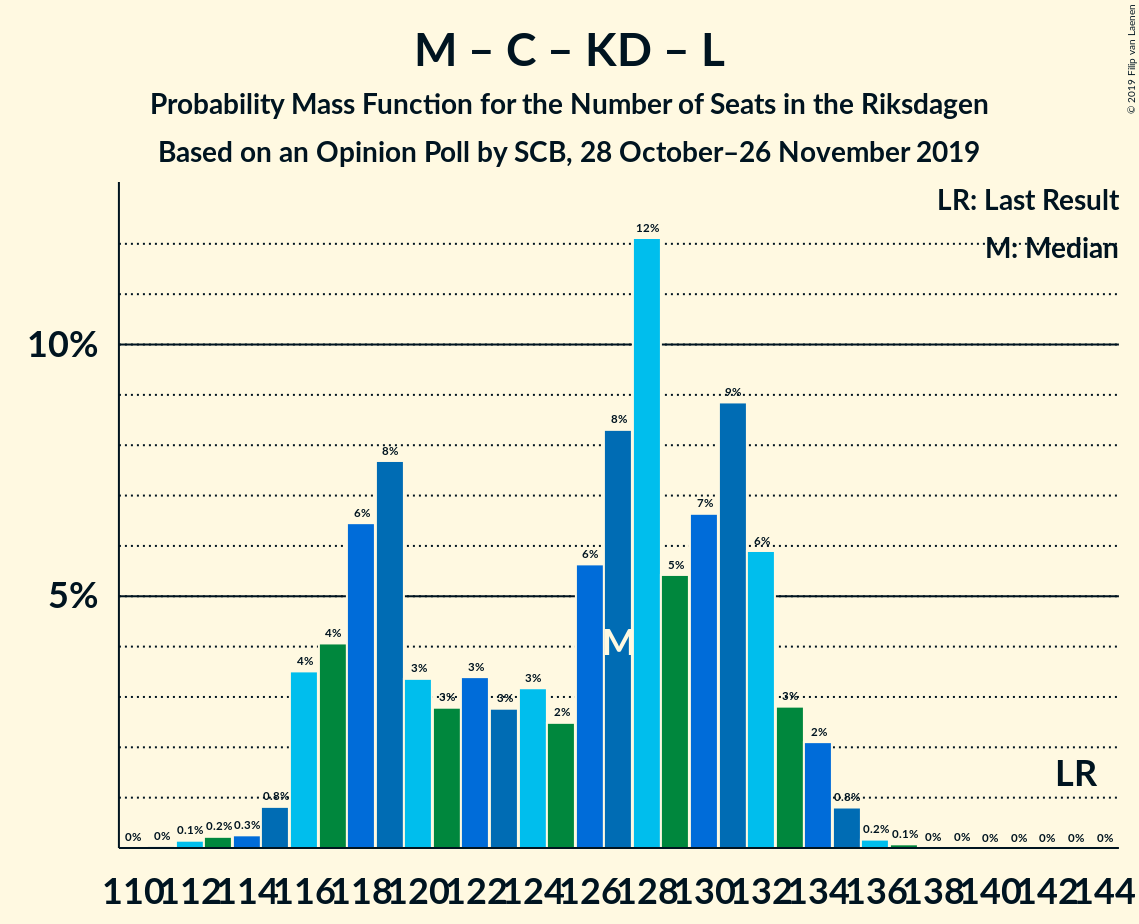 M – C – KD – L
Probability Mass Function for the Number of Seats in the Riksdagen
Based on an Opinion Poll by SCB, 28 October–26 November 2019
© 2019 Filip van Laenen
LR: Last Result
M: Median
10%
5%
0% 0% 0.1% 0.2% 0.3% 0.8% 4% 4% 6% 8% 3% 3% 3% 3% 3% 2% 6% 8% 12% 5% 7% 9% 6% 3% 2% 0.8% 0.2% 0.1% 0% 0% 0% 0% 0% 0% 0%
M
LR
110 112 114 116 118 120 122 124 126 128 130 132 134 136 138 140 142 144